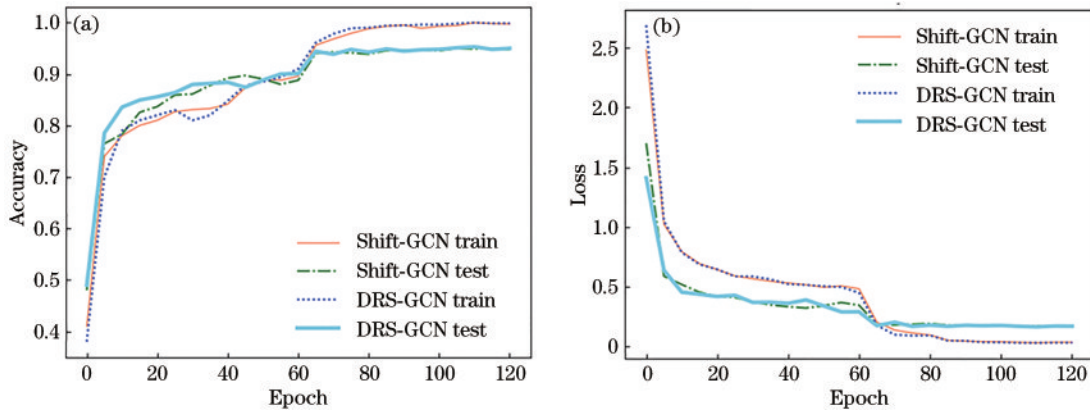 (a)
1.0
0.9
0.8
0.7
0.6
0.5
0.4
Accuracy
Shift-GCN train
Shift-GCN test
DRS-GCN train
DRS-GCN test
0 20 40 60 80 100 120
Epoch
(b)
2.5
2.0
1.5
1.0
0.5
0
Loss
Shift-GCN train
Shift-GCN test
DRS-GCN train
DRS-GCN test
0 20 40 60 80 100 120
Epoch